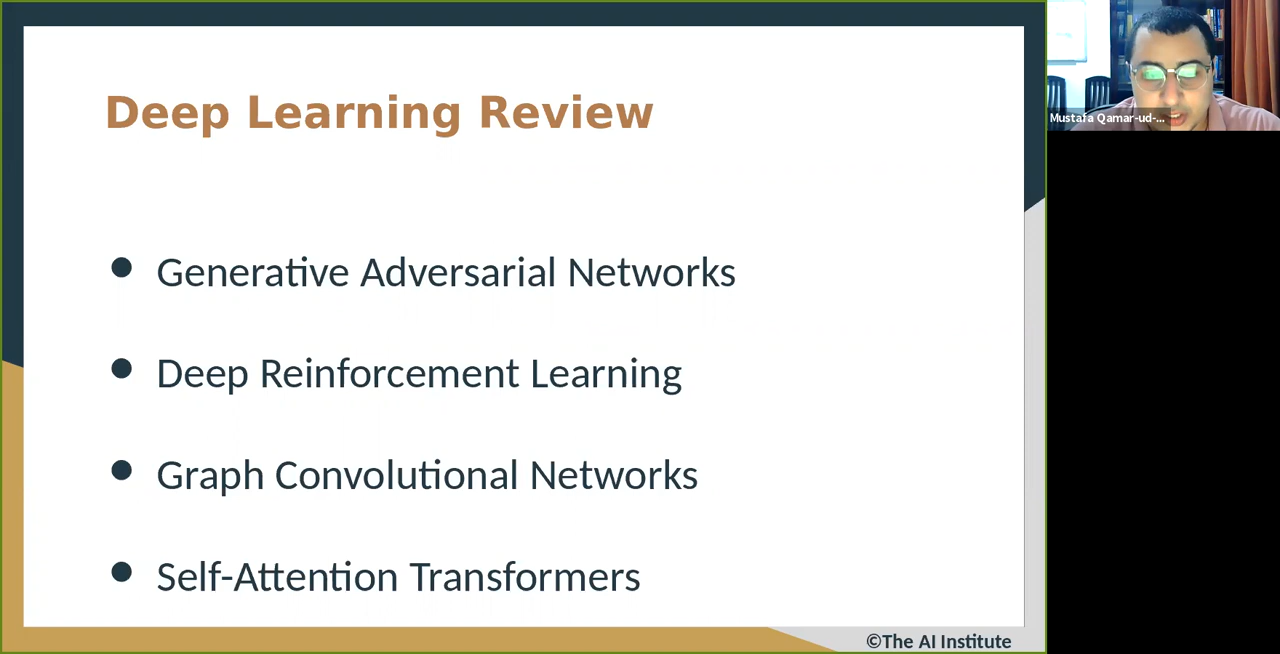 Deep Learning Review
Generative Adversarial Networks
Deep Reinforcement Learning
Graph Convolutional Networks
Self-Attention Transformers
©The AI Institute
Mustafa Qamar-ud-...